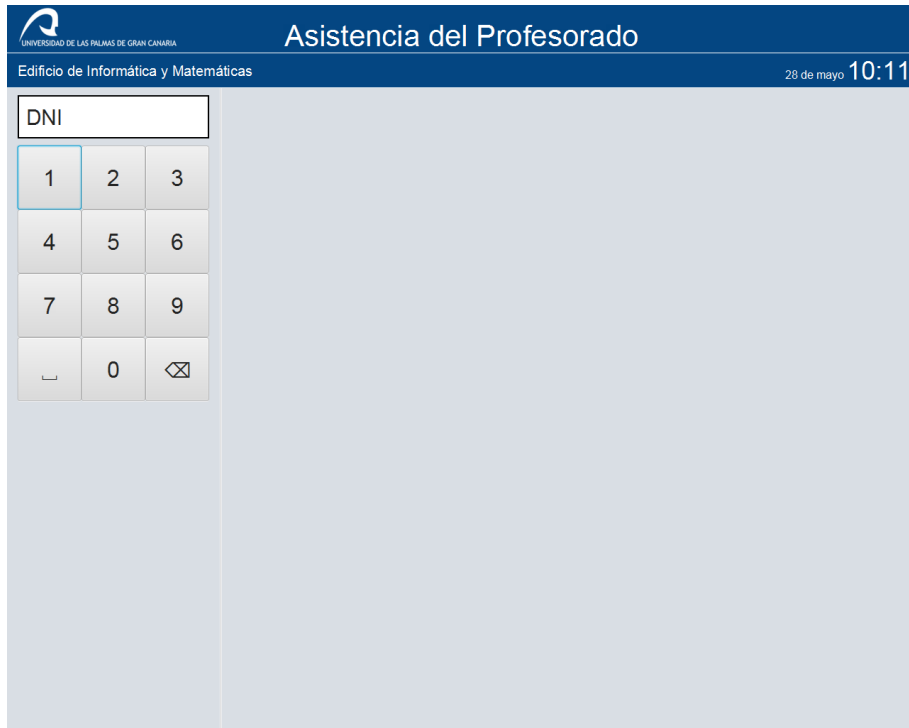 UNIVERSIDAD DE LAS PALMAS DE GRAN CANARIA
Asistencia del Profesorado
Edificio de Informática y Matemáticas
28 de mayo 10:11
DNI
1 2 3
4 5 6
7 8 9
⎵ 0 ⌫